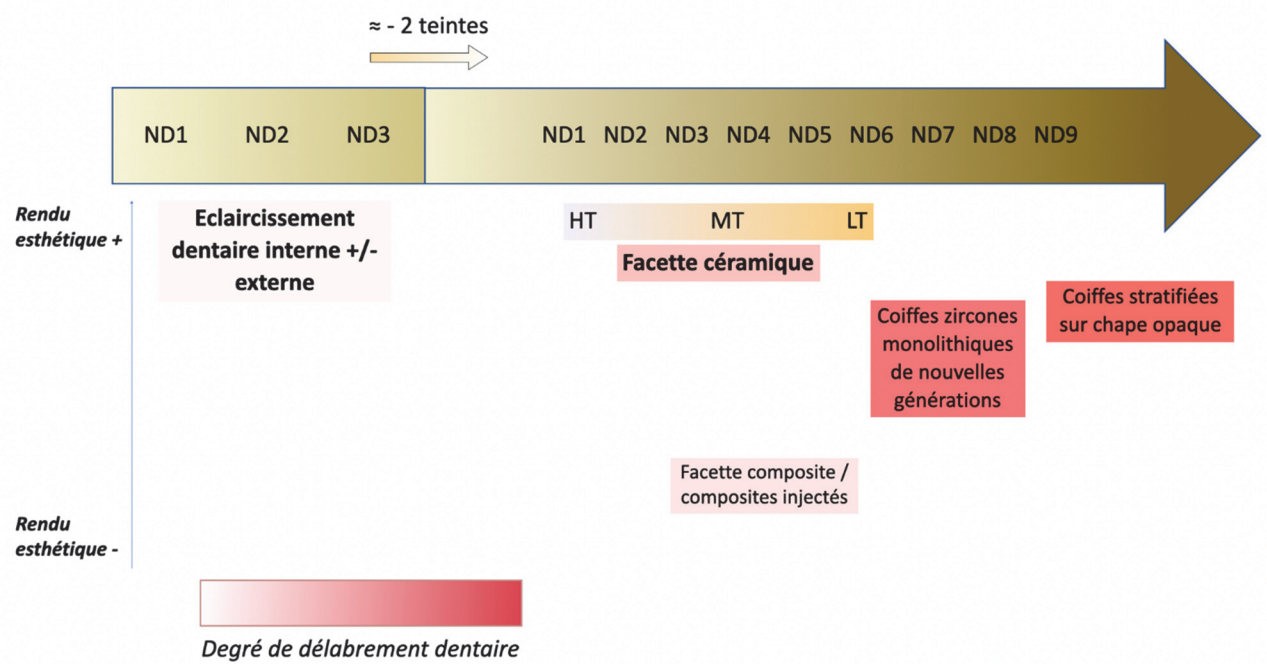 ≈ - 2 teintes
ND1 ND2 ND3 ND1 ND2 ND3 ND4 ND5 ND6 ND7 ND8 ND9
Rendu
esthétique +
Eclaircissement
dentaire interne +/-
externe
HT MT LT
Facette céramique
Coiffes zircones
monolithiques
de nouvelles
générations
Coiffes stratifiées
sur chape opaque
Facette composite /
composites injectés
Rendu
esthétique -
Degré de délabrement dentaire